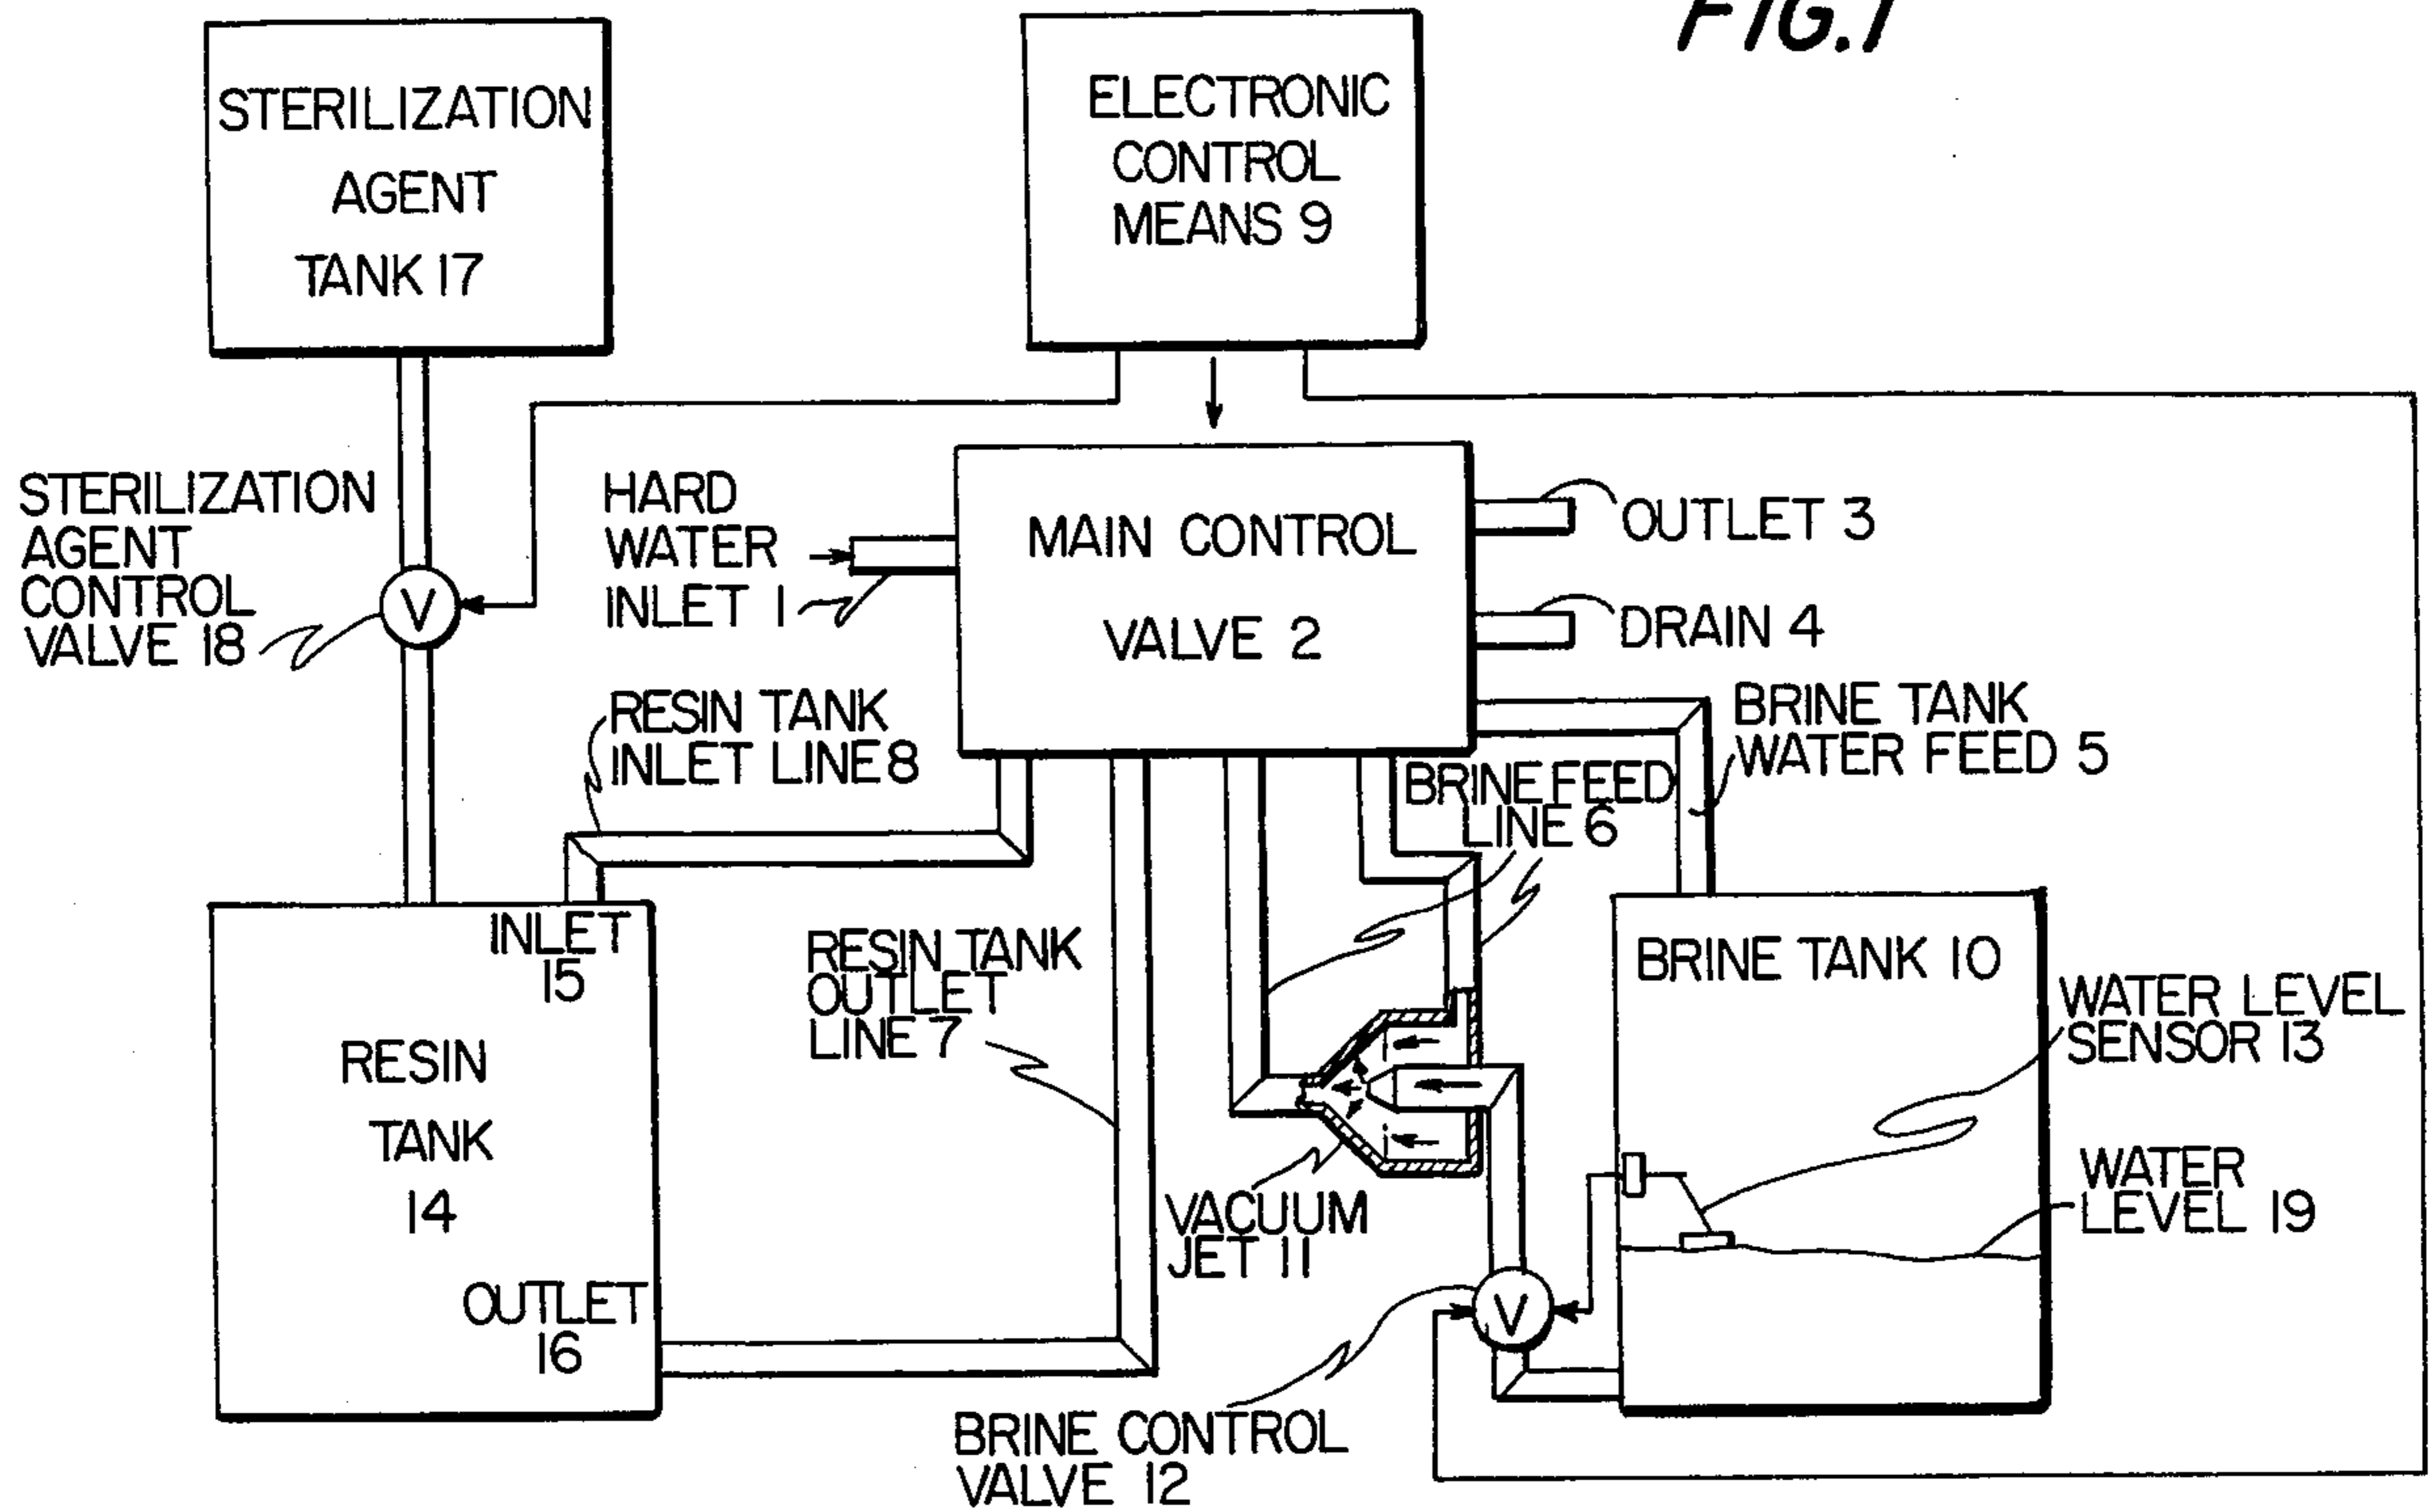 FIG.1
STERILIZATION
AGENT
TANK 17
ELECTRONIC
CONTROL
MEANS 9
STERILIZATION
AGENT
CONTROL
VALVE 18
V
HARD
WATER
INLET 1
MAIN CONTROL
VALVE 2
OUTLET 3
DRAIN 4
BRINE TANK
WATER FEED 5
RESIN TANK
INLET LINE 8
BRINE FEED
LINE 6
INLET
15
RESIN
TANK
14
OUTLET
16
RESIN TANK
OUTLET
LINE 7
BRINE TANK 10
WATER LEVEL
SENSOR 13
WATER
LEVEL 19
VACUUM
JET 11
V
BRINE CONTROL
VALVE 12